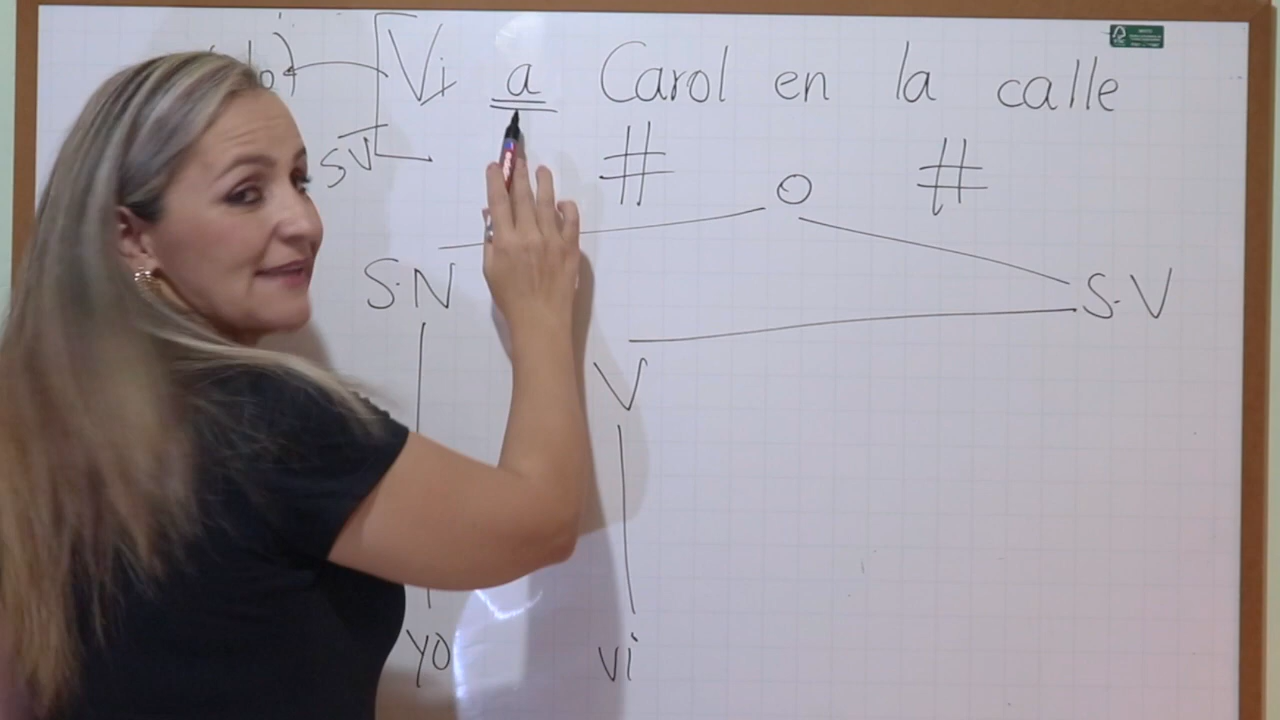 Vi a Carol en la calle
SV # O #
S.N S.V
V
yo vi